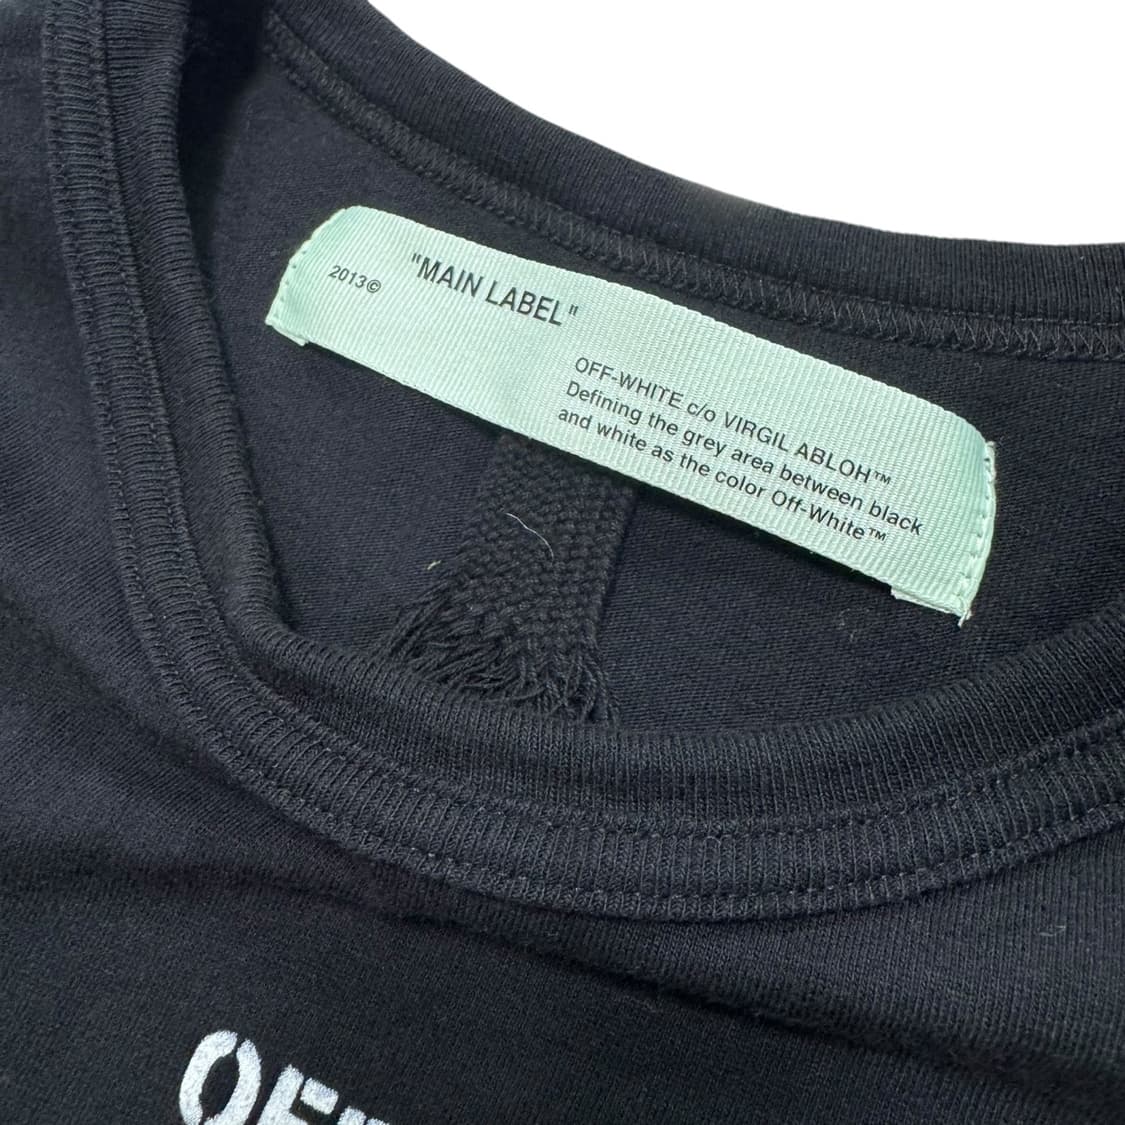 2013© "MAIN LABEL"
OFF-WHITE c/o VIRGIL ABLOH™
Defining the grey area between black
and white as the color Off-White™